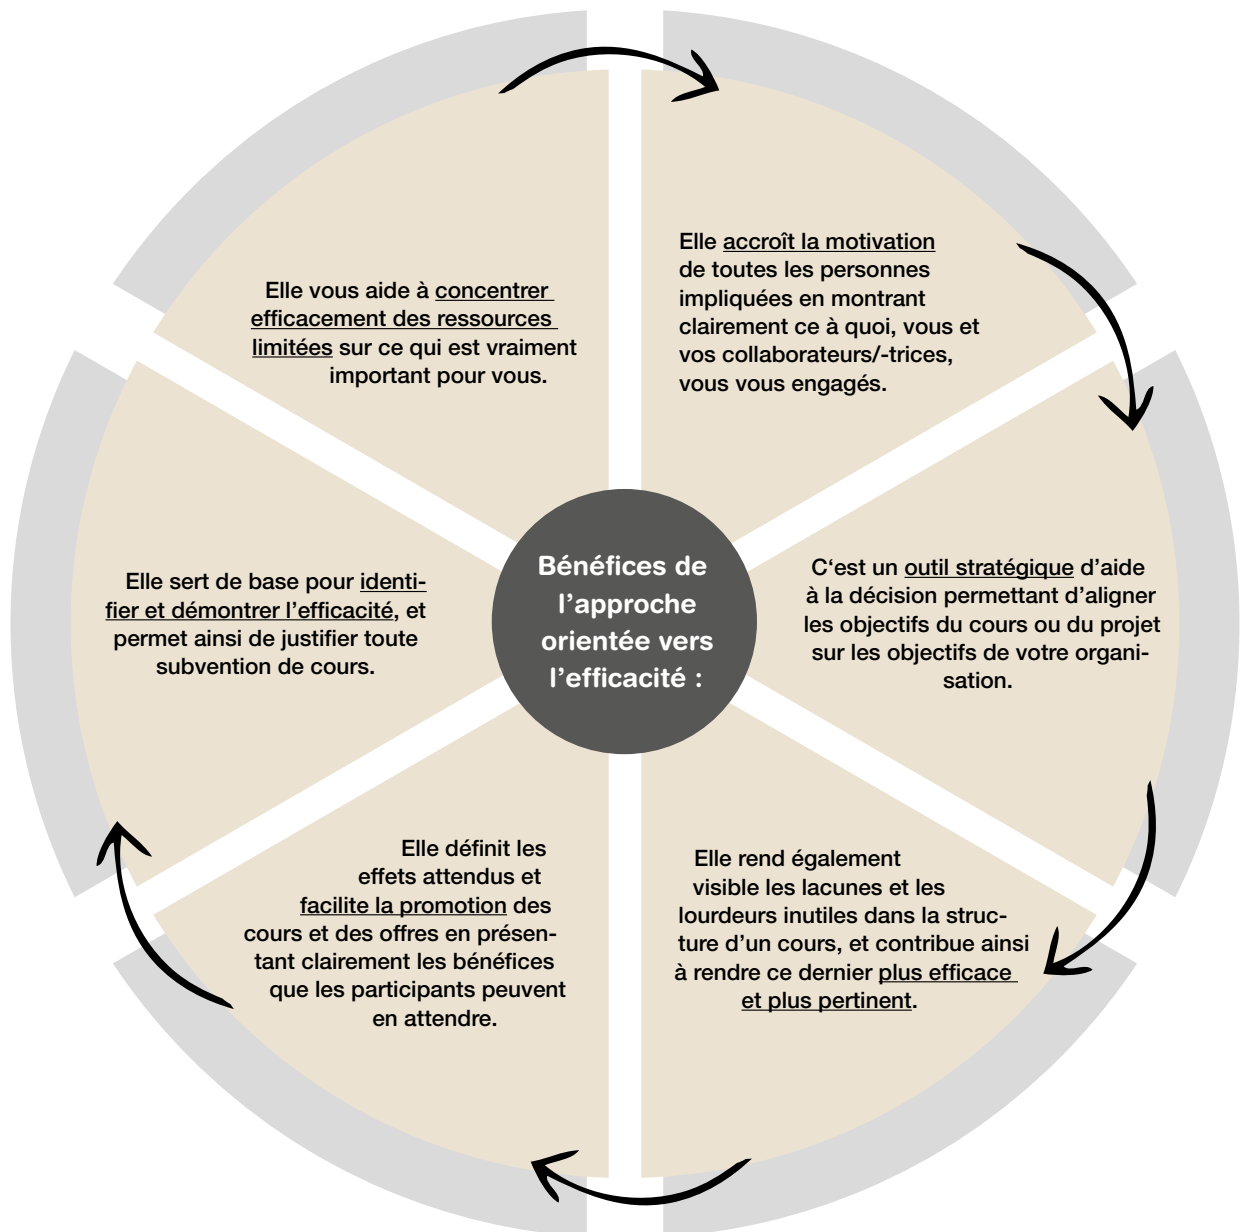 Elle vous aide à concentrer
efficacement des ressources
limitées sur ce qui est vraiment
important pour vous.
Elle accroît la motivation
de toutes les personnes
impliquées en montrant
clairement ce à quoi, vous et
vos collaborateurs/-trices,
vous vous engagés.
C‘est un outil stratégique d’aide
à la décision permettant d’aligner
les objectifs du cours ou du projet
sur les objectifs de votre organi-
sation.
Elle rend également
visible les lacunes et les
lourdeurs inutiles dans la struc-
ture d’un cours, et contribue ainsi
à rendre ce dernier plus efficace
et plus pertinent.
Elle définit les
effets attendus et
facilite la promotion des
cours et des offres en présen-
tant clairement les bénéfices
que les participants peuvent
en attendre.
Elle sert de base pour identi-
fier et démontrer l’efficacité, et
permet ainsi de justifier toute
subvention de cours.
Bénéfices de
l’approche
orientée vers
l’efficacité :